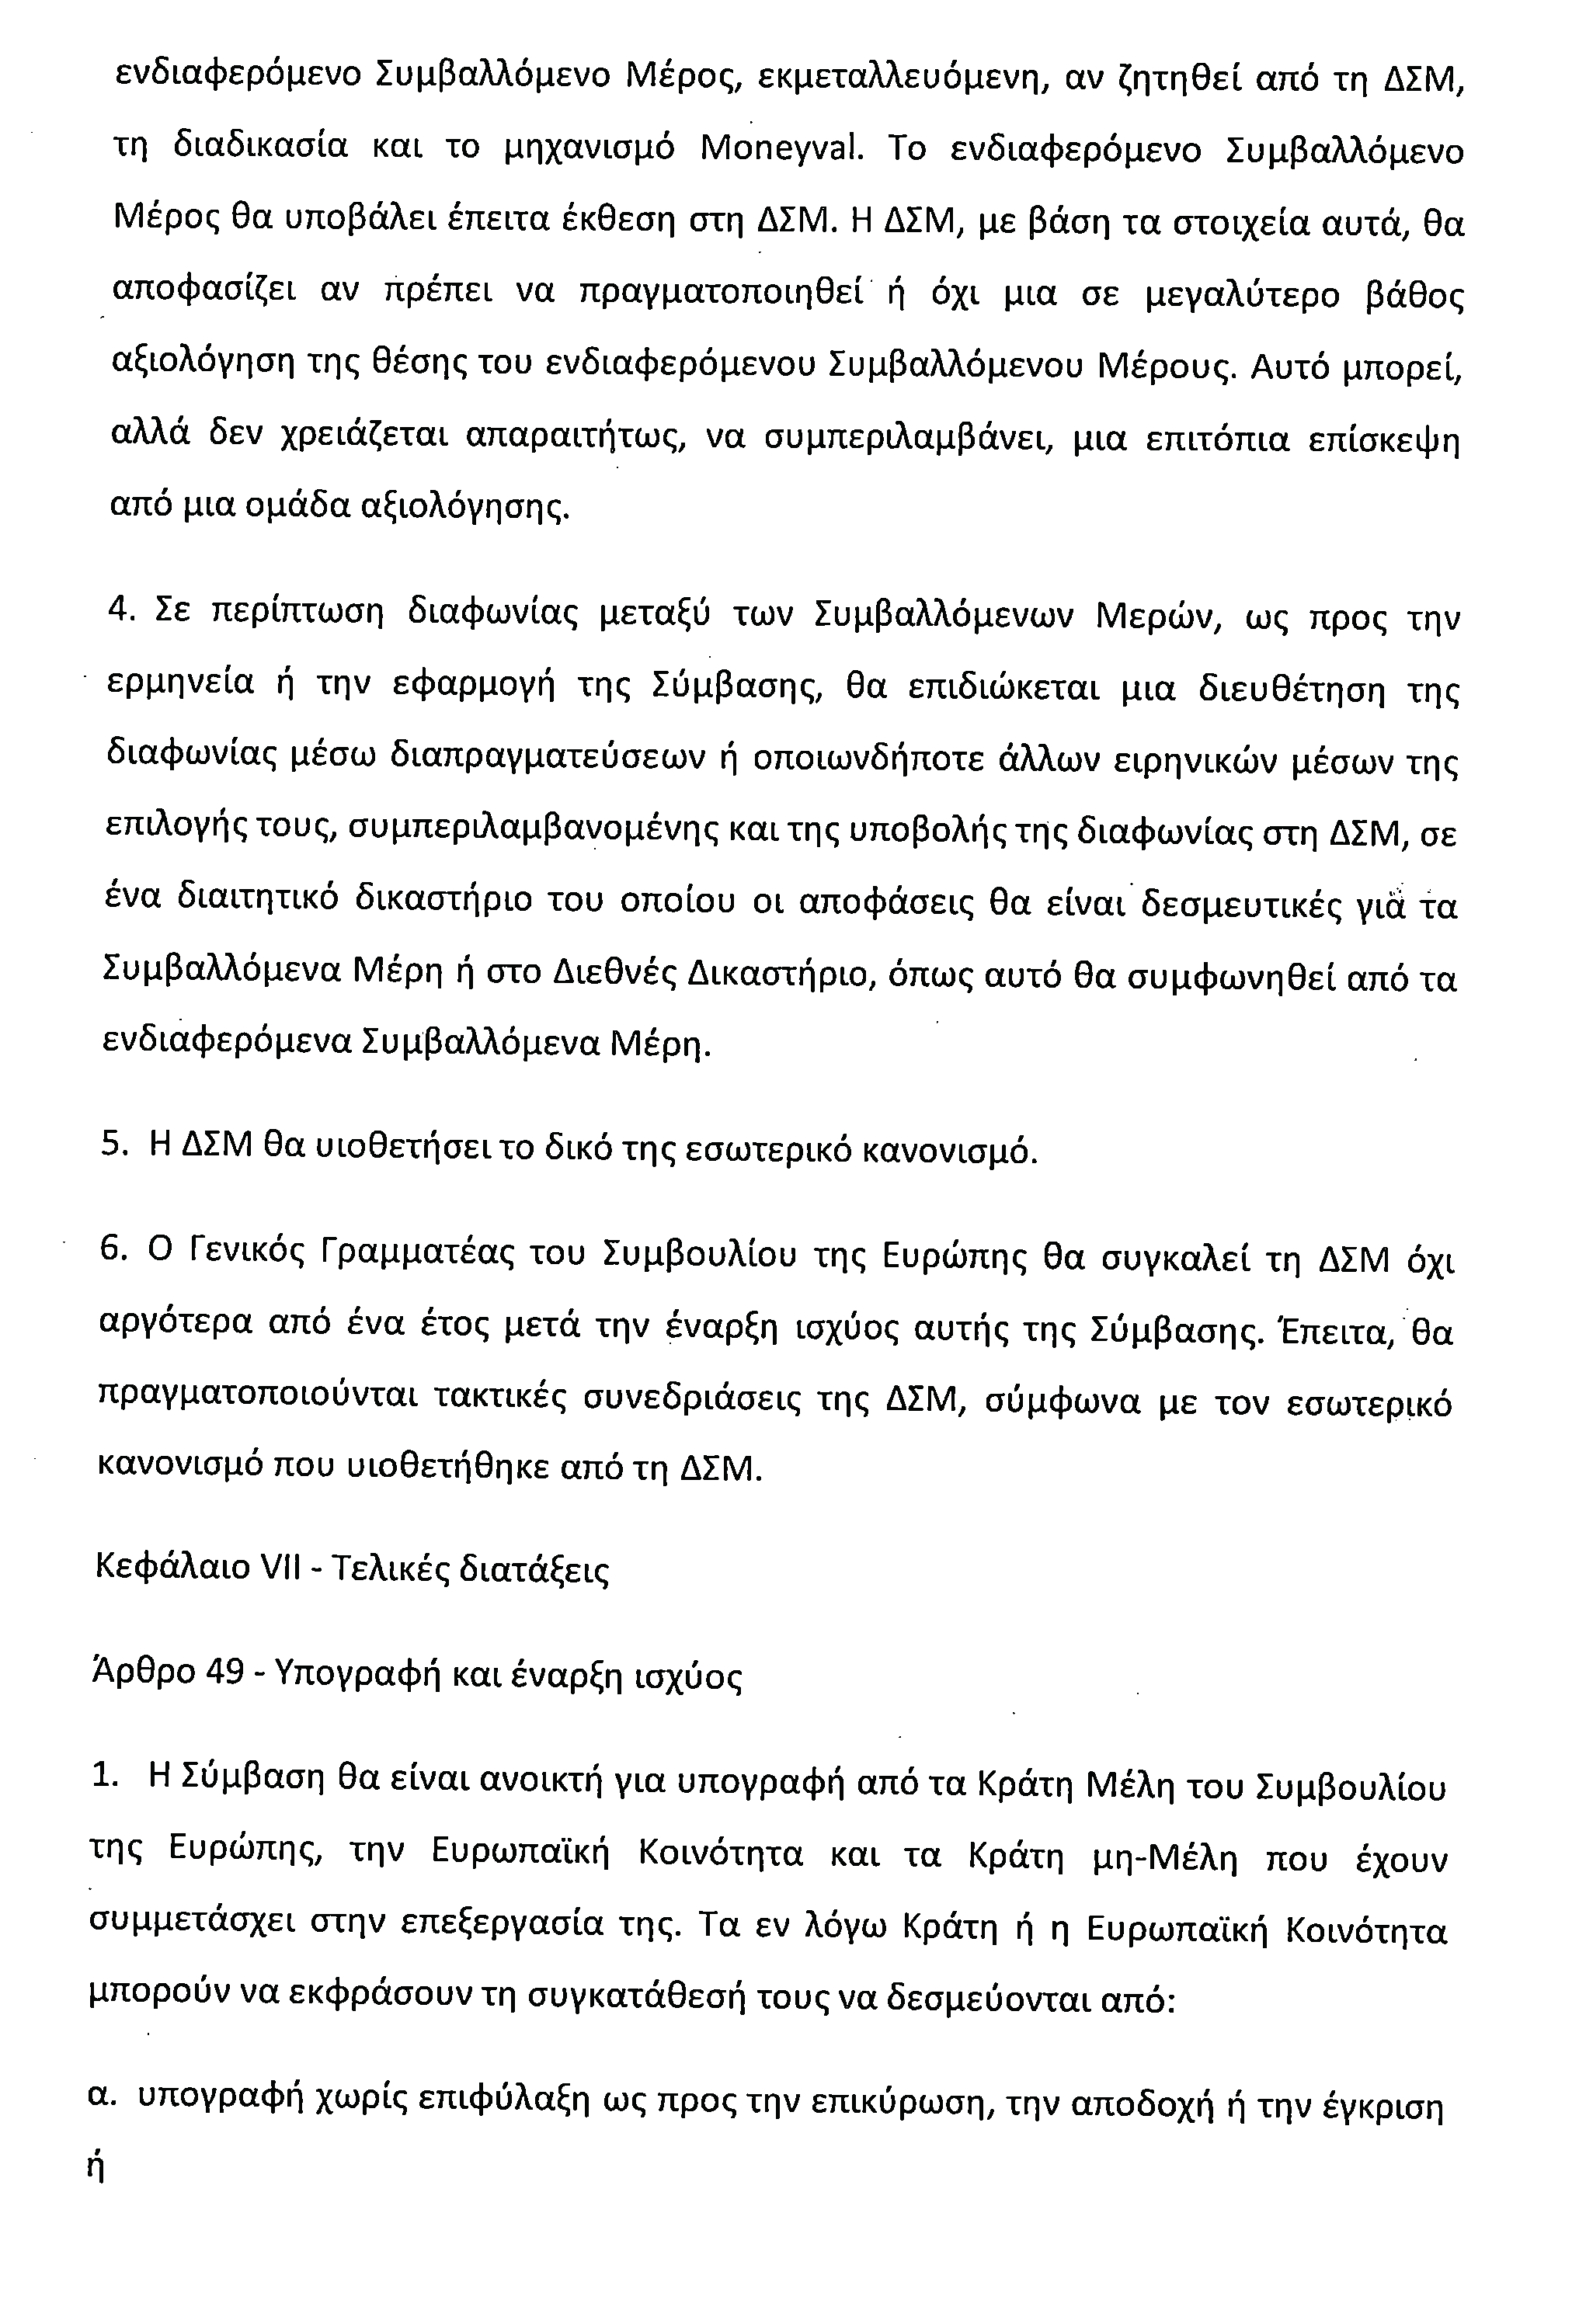 ενδιαφερόμενο Συμβαλλόμενο Μέρος, εκμεταλλευόμενη, αν ζητηθεί από τη ΔΣΜ,
τη διαδικασία και το μηχανισμό Moneyval. Το ενδιαφερόμενο Συμβαλλόμενο
Μέρος θα υποβάλει έπειτα έκθεση στη ΔΣΜ. Η ΔΣΜ, με βάση τα στοιχεία αυτά, θα
αποφασίζει αν πρέπει να πραγματοποιηθεί ή όχι μια σε μεγαλύτερο βάθος
αξιολόγηση της θέσης του ενδιαφερόμενου Συμβαλλόμενου Μέρους. Αυτό μπορεί,
αλλά δεν χρειάζεται απαραιτήτως, να συμπεριλαμβάνει, μια επιτόπια επίσκεψη
από μια ομάδα αξιολόγησης.
4. Σε περίπτωση διαφωνίας μεταξύ των Συμβαλλόμενων Μερών, ως προς την
ερμηνεία ή την εφαρμογή της Σύμβασης, θα επιδιώκεται μια διευθέτηση της
διαφωνίας μέσω διαπραγματεύσεων ή οποιωνδήποτε άλλων ειρηνικών μέσων της
επιλογής τους, συμπεριλαμβανομένης και της υποβολής της διαφωνίας στη ΔΣΜ, σε
ένα διαιτητικό δικαστήριο του οποίου οι αποφάσεις θα είναι δεσμευτικές για τα
Συμβαλλόμενα Μέρη ή στο Διεθνές Δικαστήριο, όπως αυτό θα συμφωνηθεί από τα
ενδιαφερόμενα Συμβαλλόμενα Μέρη.
5. Η ΔΣΜ θα υιοθετήσει το δικό της εσωτερικό κανονισμό.
6. Ο Γενικός Γραμματέας του Συμβουλίου της Ευρώπης θα συγκαλεί τη ΔΣΜ όχι
αργότερα από ένα έτος μετά την έναρξη ισχύος αυτής της Σύμβασης. Έπειτα, θα
πραγματοποιούνται τακτικές συνεδριάσεις της ΔΣΜ, σύμφωνα με τον εσωτερικό
κανονισμό που υιοθετήθηκε από τη ΔΣΜ.
Κεφάλαιο VII - Τελικές διατάξεις
Άρθρο 49 - Υπογραφή και έναρξη ισχύος
1. Η Σύμβαση θα είναι ανοικτή για υπογραφή από τα Κράτη Μέλη του Συμβουλίου
της Ευρώπης, την Ευρωπαϊκή Κοινότητα και τα Κράτη μη-Μέλη που έχουν
συμμετάσχει στην επεξεργασία της. Τα εν λόγω Κράτη ή η Ευρωπαϊκή Κοινότητα
μπορούν να εκφράσουν τη συγκατάθεσή τους να δεσμεύονται από:
α. υπογραφή χωρίς επιφύλαξη ως προς την επικύρωση, την αποδοχή ή την έγκριση
ή